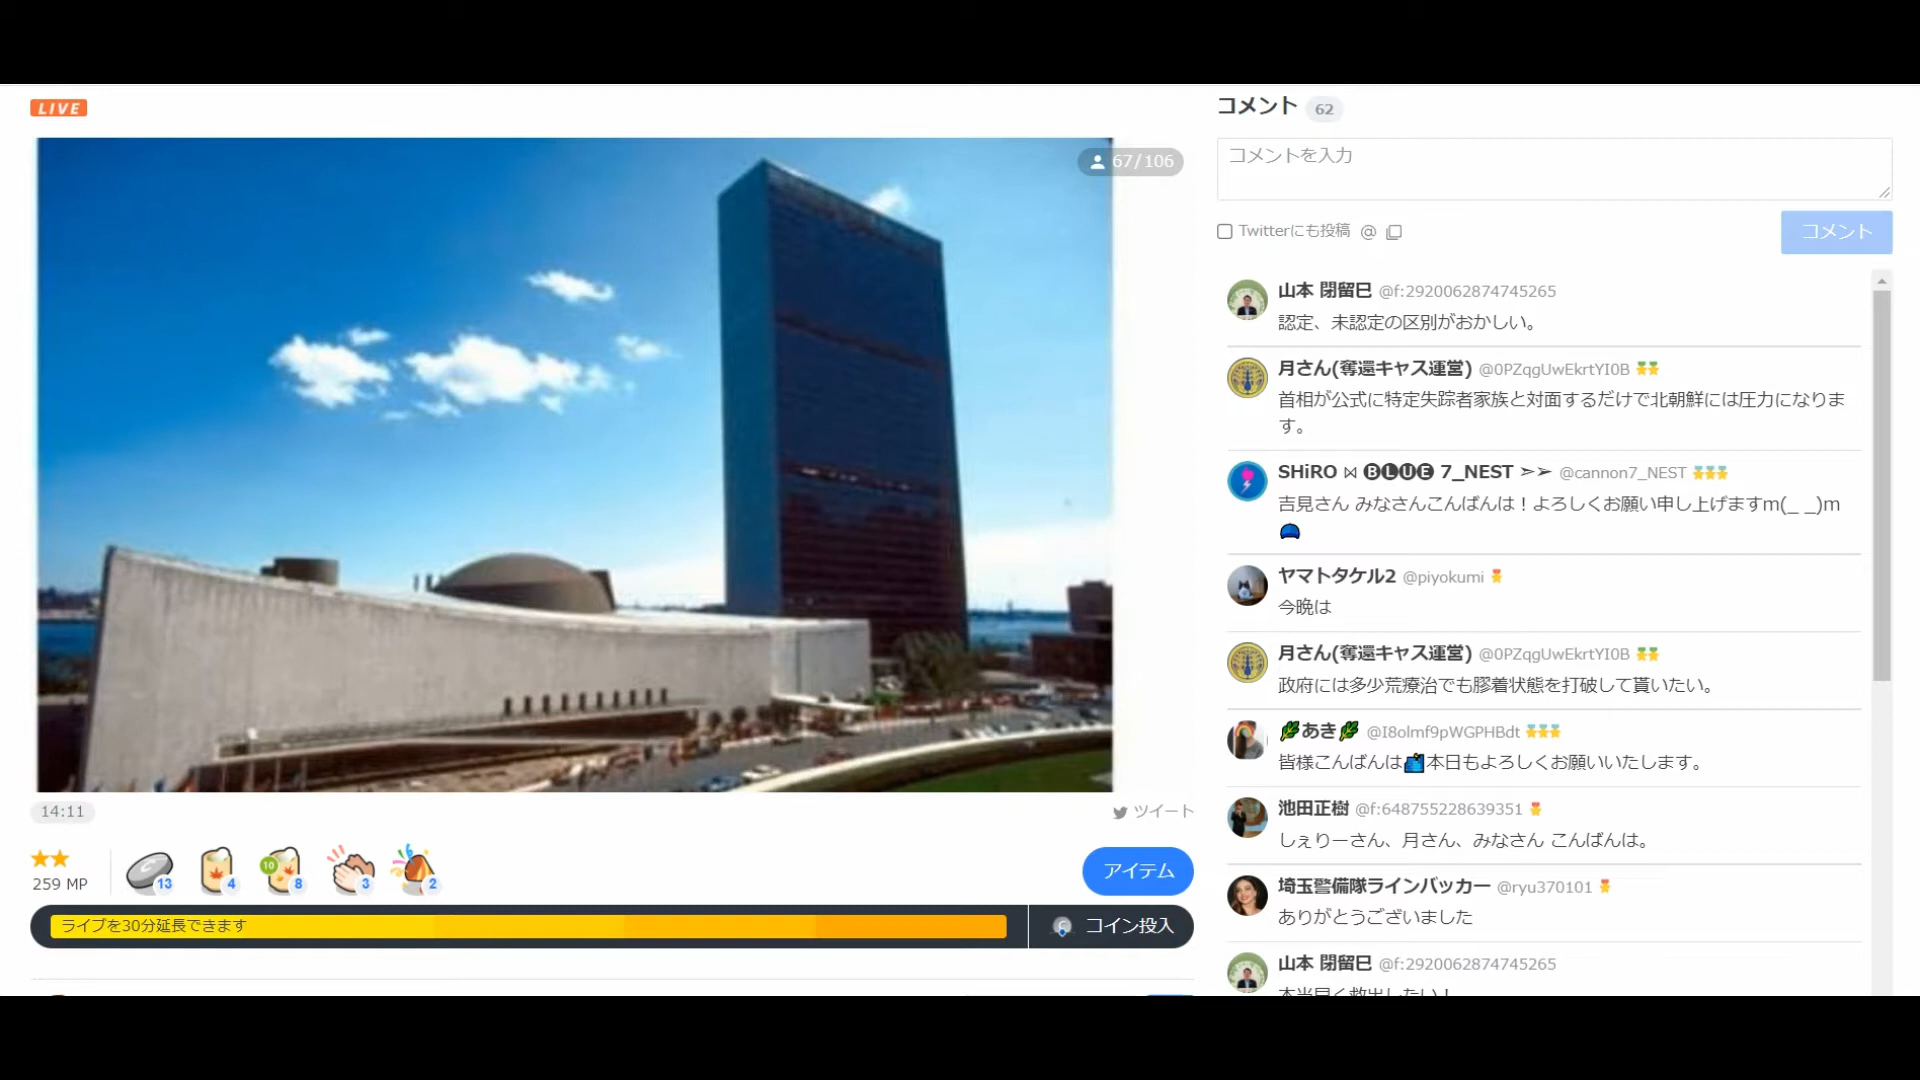 LIVE
67/106
14:11
ツイート
259 MP
13
4
10
8
3
6
2
アイテム
ライブを30分延長できます
コイン投入
コメント 62
コメントを入力
Twitterにも投稿 @
コメント
山本 閉留巳 @f:2920062874745265
認定、未認定の区別がおかしい。
月さん(奪還キャス運営) @0PZqgUwEkrtYI0B
首相が公式に特定失踪者家族と対面するだけで北朝鮮には圧力になりま
す。
SHiRO ⋈ 🅑🅛🅤🅔 7_NEST ➣➢ @cannon7_NEST
吉見さん みなさんこんばんは！よろしくお願い申し上げますm(_ _)m
🧢
ヤマトタケル2 @piyokumi
今晩は
月さん(奪還キャス運営) @0PZqgUwEkrtYI0B
政府には多少荒療治でも膠着状態を打破して貰いたい。
🌿あき🌿 @I8olmf9pWGPHBdt
皆様こんばんは本日もよろしくお願いいたします。
池田正樹 @f:648755228639351
しぇりーさん、月さん、みなさん こんばんは。
埼玉警備隊ラインバッカー @ryu370101
ありがとうございました
山本 閉留巳 @f:2920062874745265
本当早く救出したい！